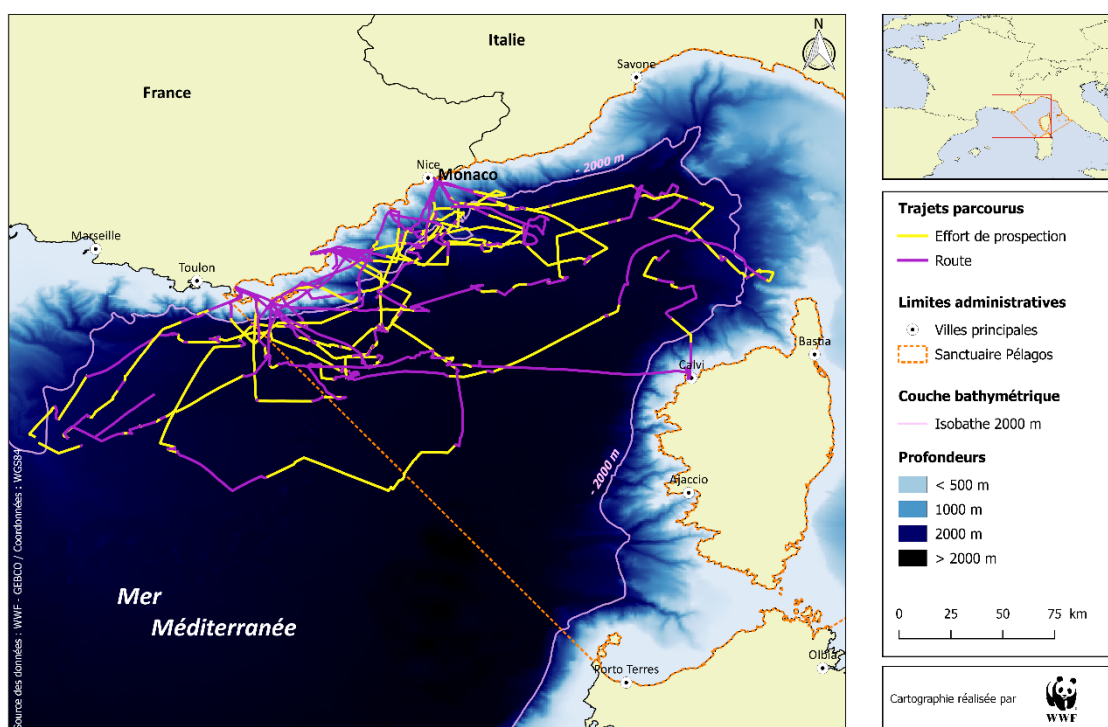 Italie
N
Savone
France
Nice
Monaco
- 2000 m
Marseille
Toulon
Bastia
Calvi
- 2000 m
Ajaccio
Mer
Méditerranée
Porto Terres
Olbia
Source des données : WWF - GEBCO / Coordonnées : WGS84
Trajets parcourus
Effort de prospection
Route
Limites administratives
Villes principales
Sanctuaire Pélagos
Couche bathymétrique
Isobathe 2000 m
Profondeurs
< 500 m
1000 m
2000 m
> 2000 m
0 25 50 75 km
Cartographie réalisée par
WWF